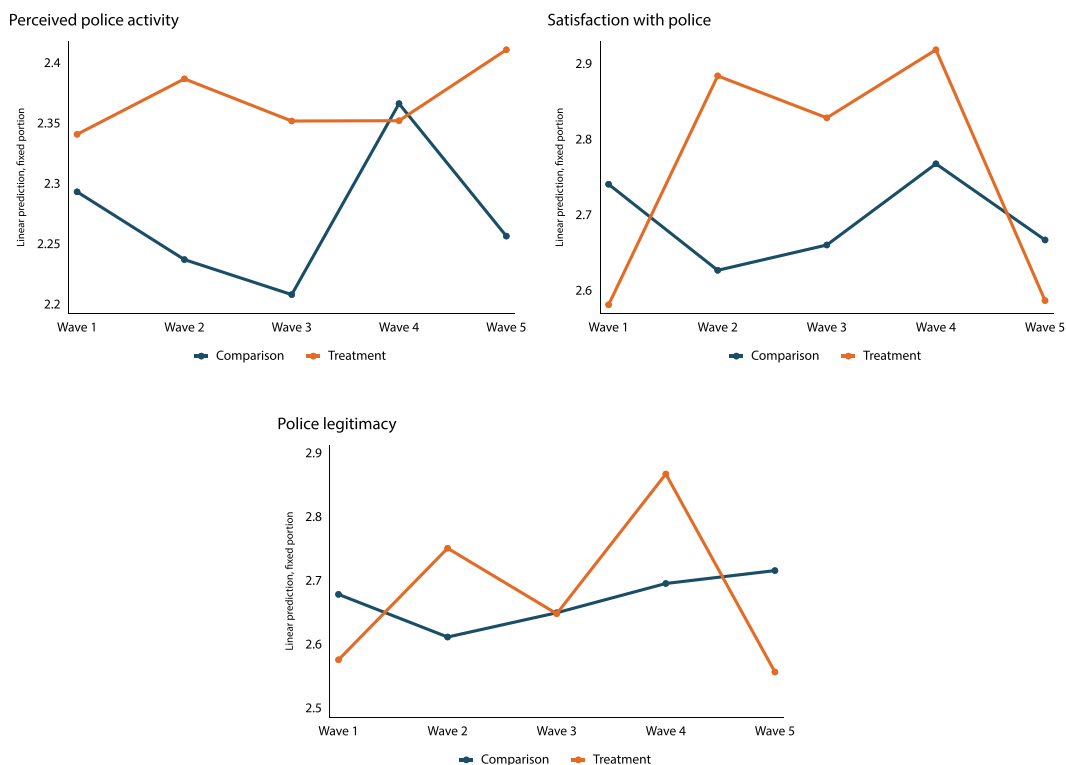 Perceived police activity
Linear prediction, fixed portion
2.4
2.35
2.3
2.25
2.2
Wave 1 Wave 2 Wave 3 Wave 4 Wave 5
Comparison Treatment
Satisfaction with police
Linear prediction, fixed portion
2.9
2.8
2.7
2.6
Wave 1 Wave 2 Wave 3 Wave 4 Wave 5
Comparison Treatment
Police legitimacy
Linear prediction, fixed portion
2.9
2.8
2.7
2.6
2.5
Wave 1 Wave 2 Wave 3 Wave 4 Wave 5
Comparison Treatment